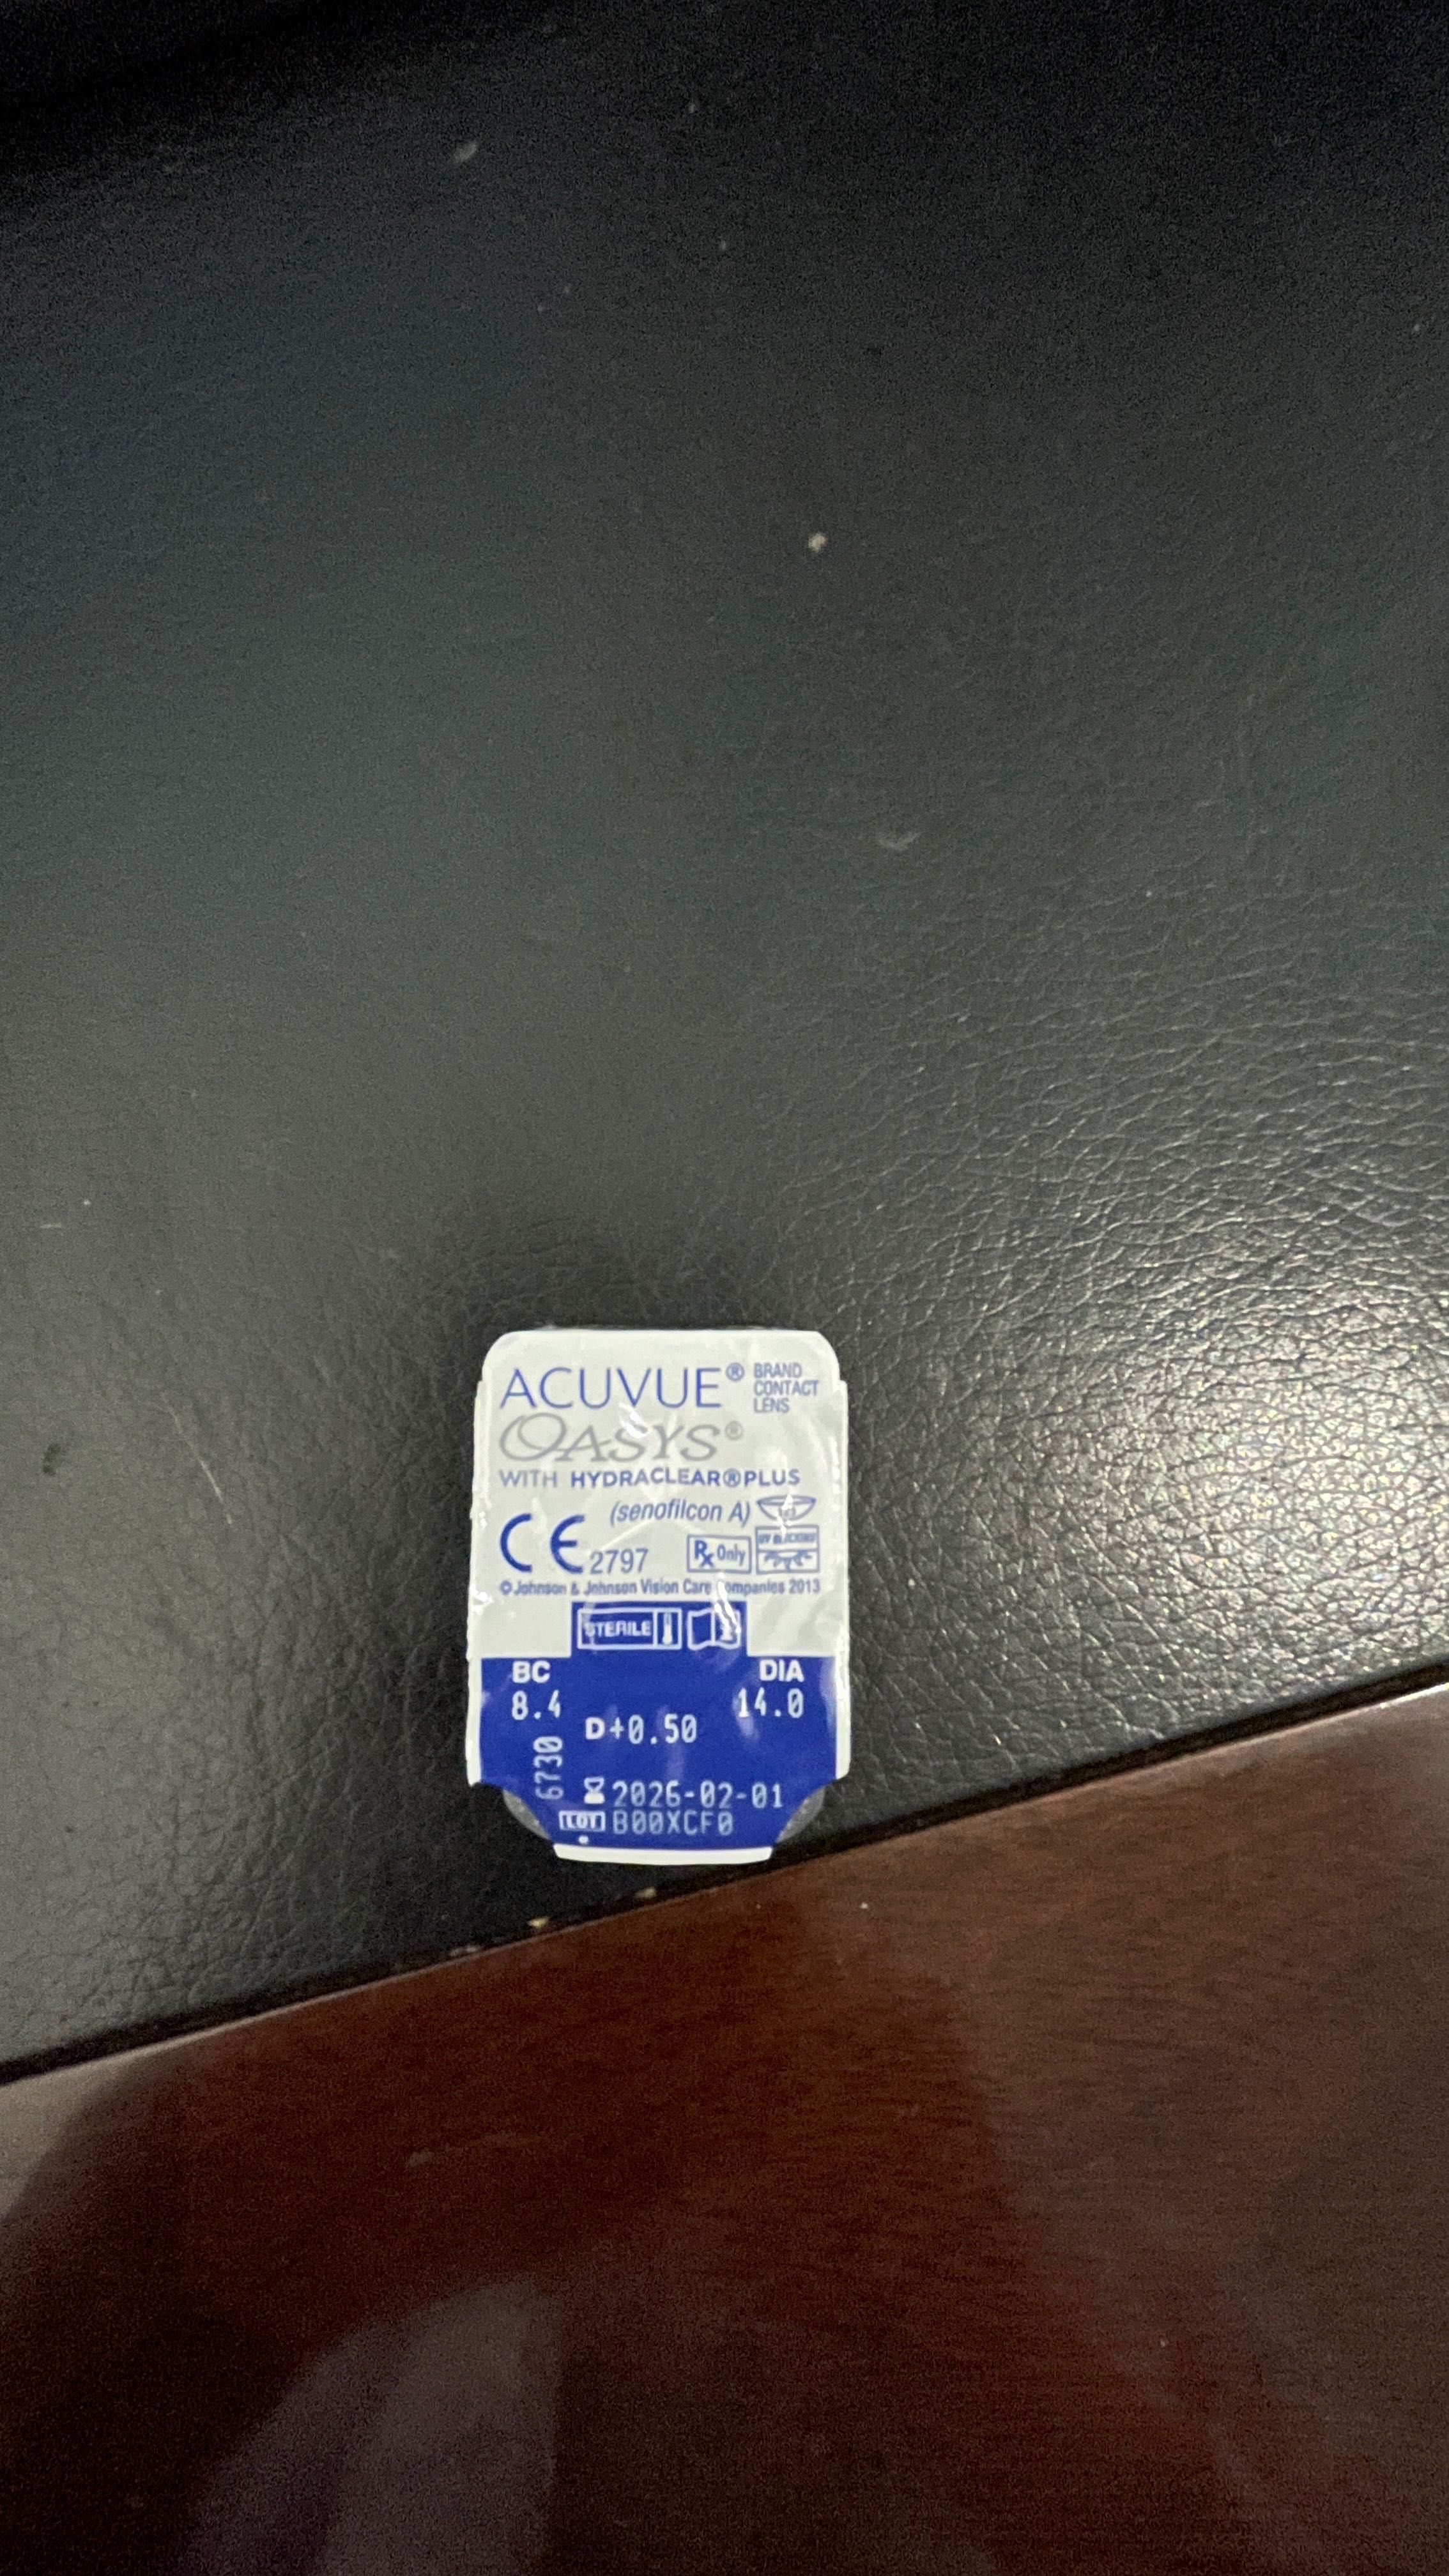 ACUVUE® BRAND
CONTACT
LENS
OASYS®
WITH HYDRACLEAR®PLUS
(senofilcon A)
CE 2797
Rx Only
UV BLOCKING
© Johnson & Johnson Vision Care Companies 2013
STERILE
BC
8.4
DIA
14.0
D+0.50
6730
2026-02-01
LOT B00XCF0